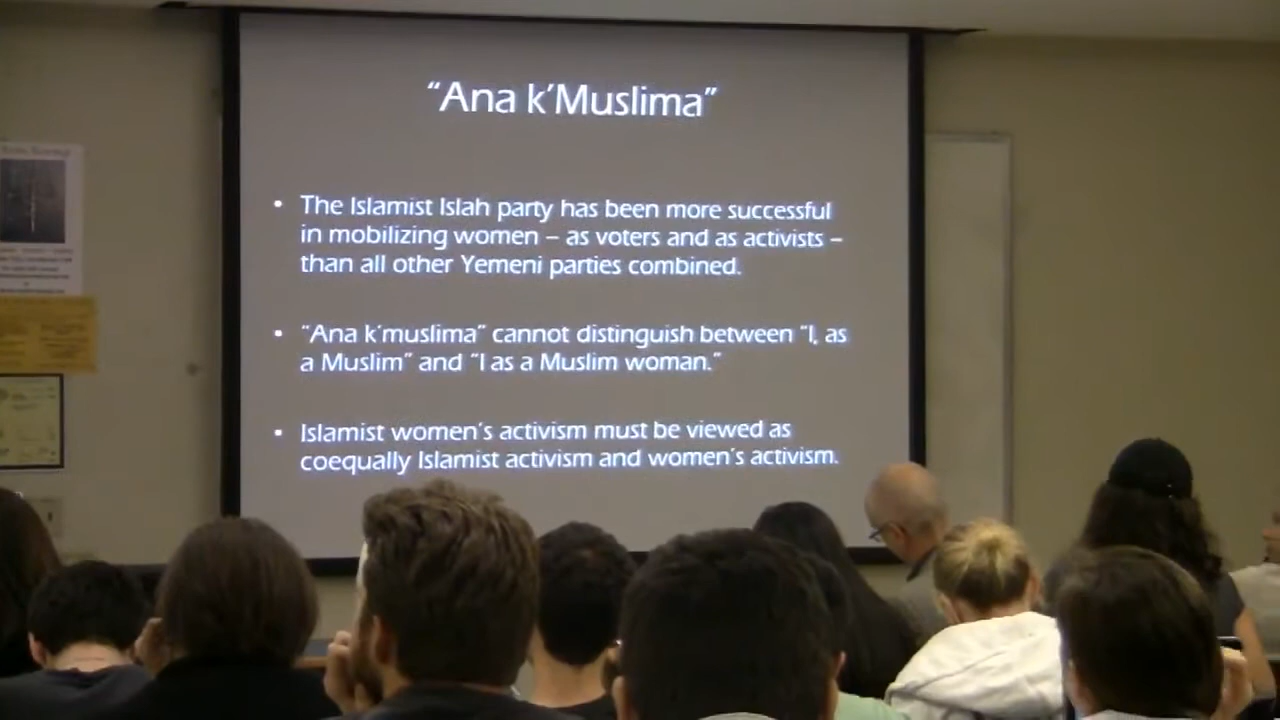 “Ana k’Muslima”
• The Islamist Islah party has been more successful
in mobilizing women – as voters and as activists –
than all other Yemeni parties combined.
• “Ana k’muslima” cannot distinguish between “I, as
a Muslim” and “I as a Muslim woman.”
• Islamist women’s activism must be viewed as
coequally Islamist activism and women’s activism.